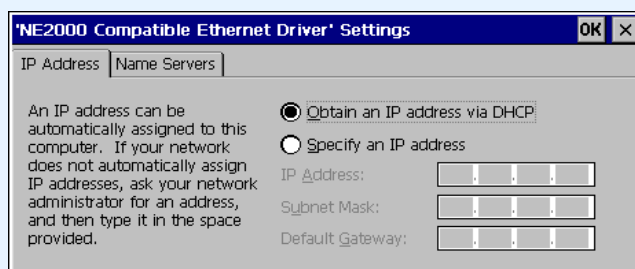 'NE2000 Compatible Ethernet Driver' Settings OK ×
IP Address Name Servers
An IP address can be
automatically assigned to this
computer. If your network
does not automatically assign
IP addresses, ask your network
administrator for an address,
and then type it in the space
provided.
Obtain an IP address via DHCP
Specify an IP address
IP Address:
Subnet Mask:
Default Gateway: